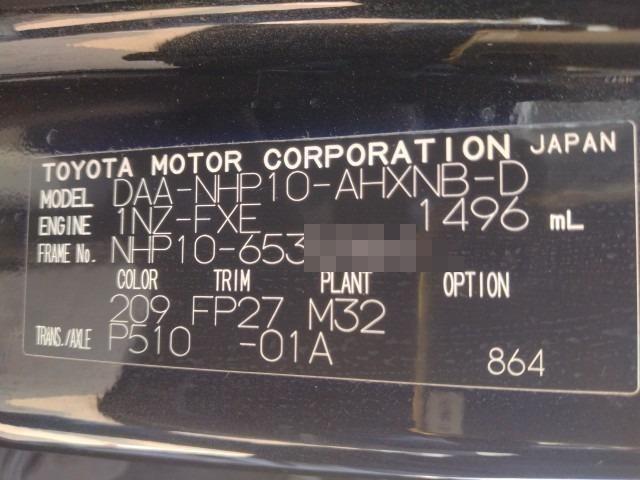 TOYOTA MOTOR CORPORATION JAPAN
MODEL DAA-NHP10-AHXNB-D
ENGINE 1NZ-FXE 1496 mL
FRAME No. NHP10-653
COLOR TRIM PLANT OPTION
209 FP27 M32
TRANS./AXLE P510 -01A
864